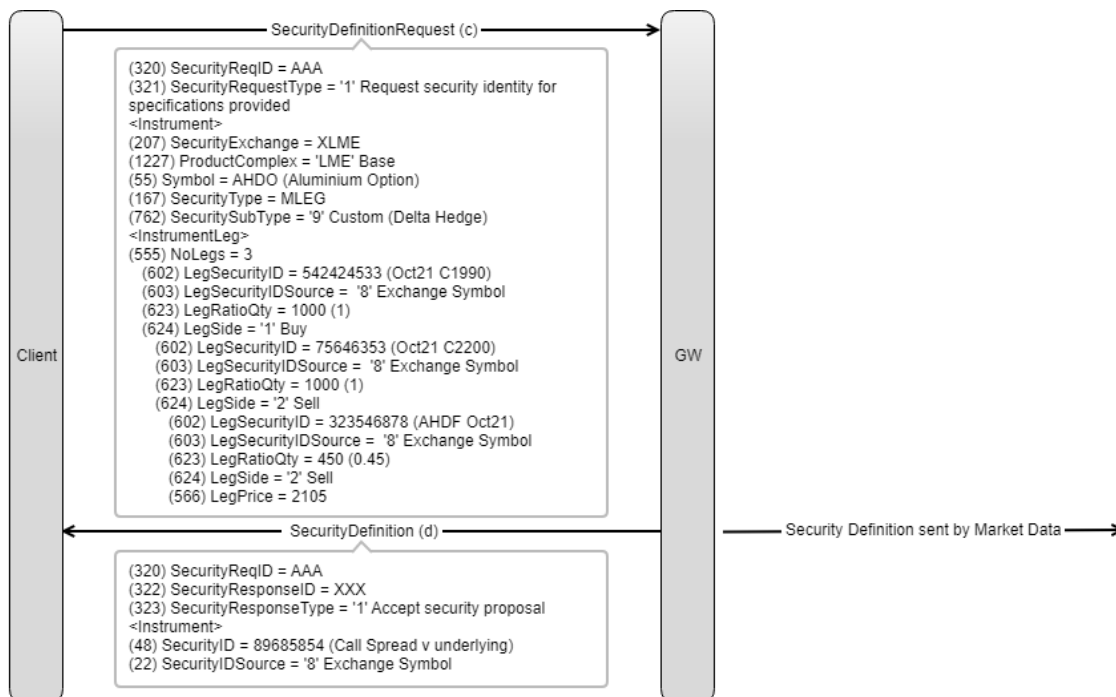 SecurityDefinitionRequest (c)
(320) SecurityReqID = AAA
(321) SecurityRequestType = '1' Request security identity for
specifications provided
<Instrument>
(207) SecurityExchange = XLME
(1227) ProductComplex = 'LME' Base
(55) Symbol = AHDO (Aluminium Option)
(167) SecurityType = MLEG
(762) SecuritySubType = '9' Custom (Delta Hedge)
<InstrumentLeg>
(555) NoLegs = 3
(602) LegSecurityID = 542424533 (Oct21 C1990)
(603) LegSecurityIDSource =  '8' Exchange Symbol
(623) LegRatioQty = 1000 (1)
(624) LegSide = '1' Buy
(602) LegSecurityID = 75646353 (Oct21 C2200)
(603) LegSecurityIDSource =  '8' Exchange Symbol
(623) LegRatioQty = 1000 (1)
(624) LegSide = '2' Sell
(602) LegSecurityID = 323546878 (AHDF Oct21)
(603) LegSecurityIDSource =  '8' Exchange Symbol
(623) LegRatioQty = 450 (0.45)
(624) LegSide = '2' Sell
(566) LegPrice = 2105
Client
GW
SecurityDefinition (d)
Security Definition sent by Market Data
(320) SecurityReqID = AAA
(322) SecurityResponseID = XXX
(323) SecurityResponseType = '1' Accept security proposal
<Instrument>
(48) SecurityID = 89685854 (Call Spread v underlying)
(22) SecurityIDSource = '8' Exchange Symbol